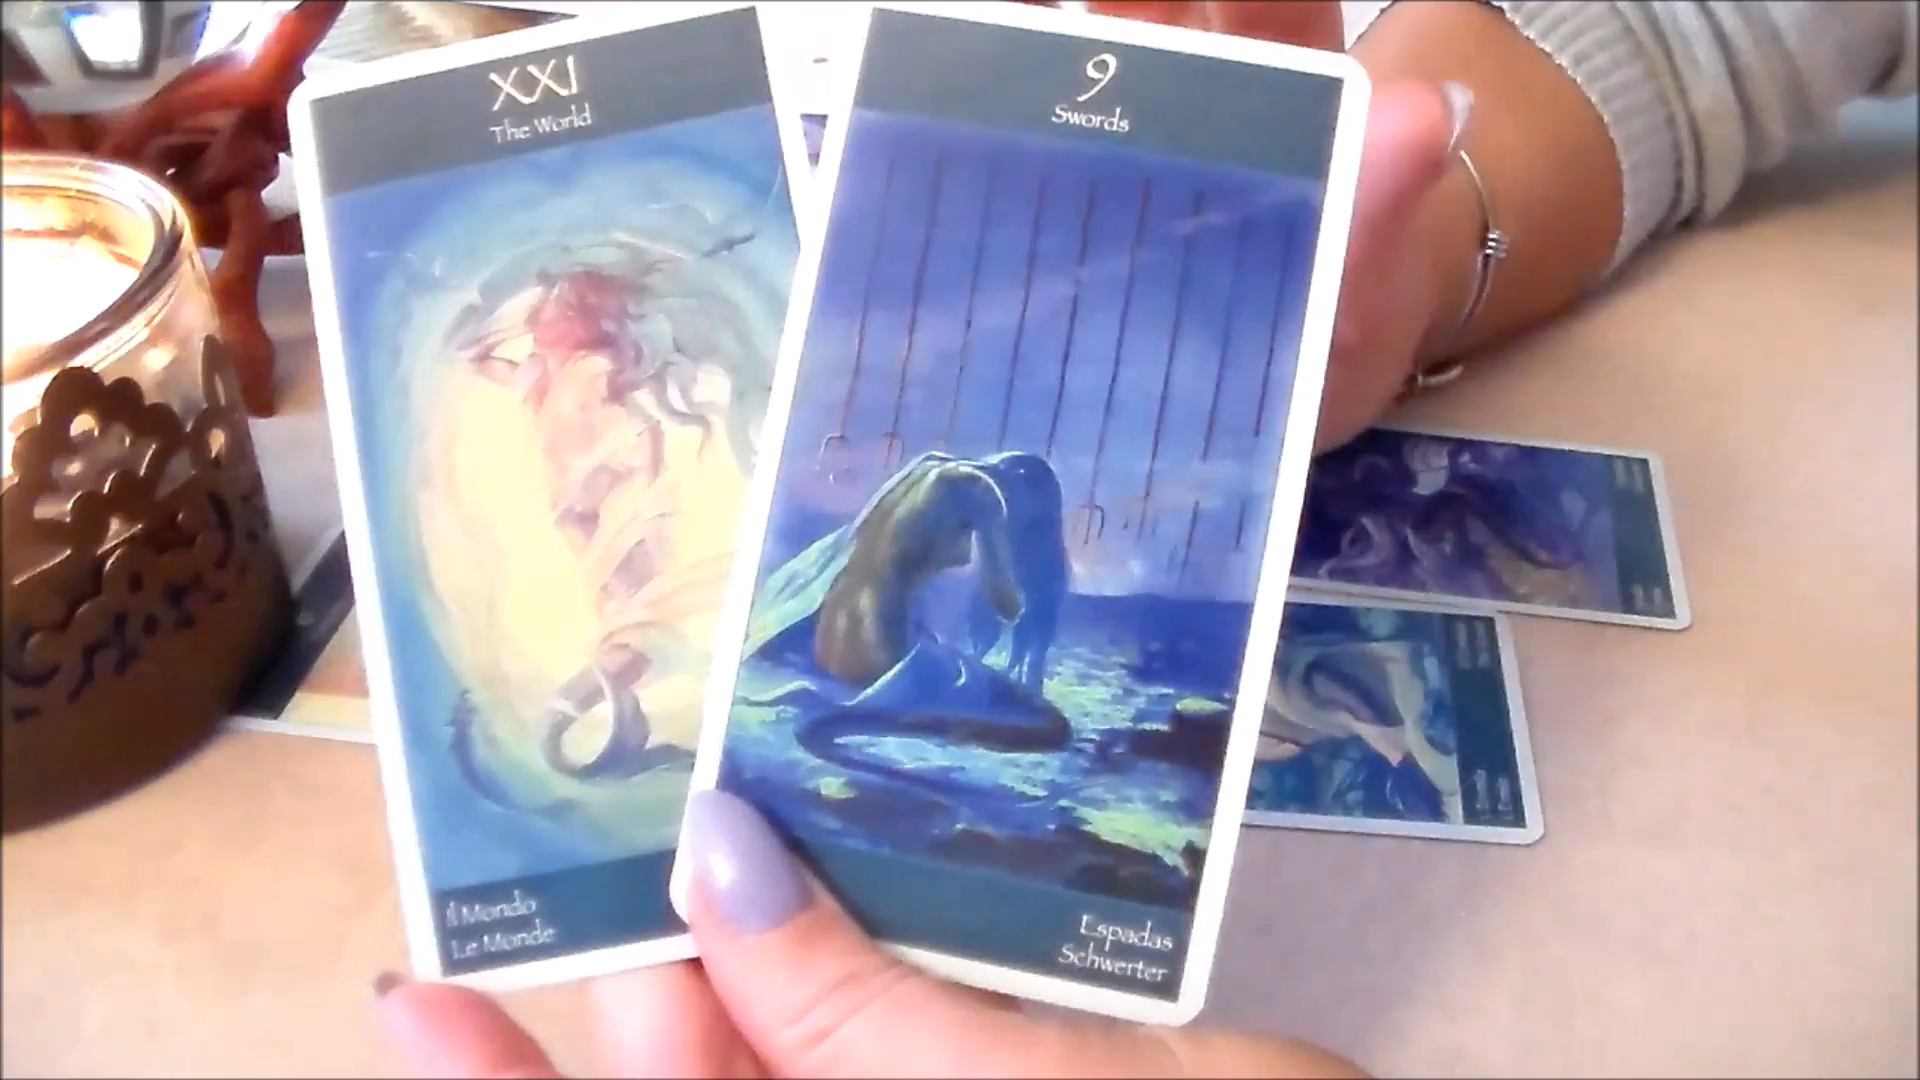 XXI
The World
Il Mondo
Le Monde
9
Swords
Espadas
Schwerter